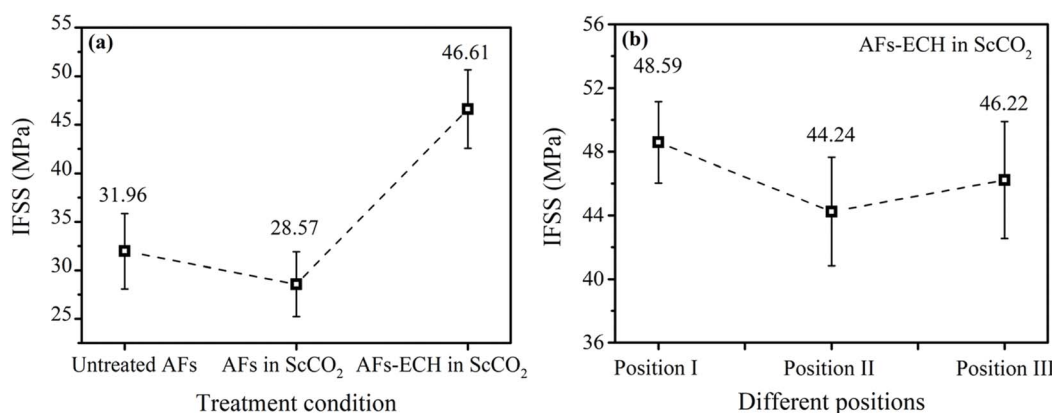 (a)
IFSS (MPa)
55
50
45
40
35
30
25
31.96
28.57
46.61
Untreated AFs
AFs in ScCO₂
AFs-ECH in ScCO₂
Treatment condition
(b)
AFs-ECH in ScCO₂
IFSS (MPa)
56
52
48
44
40
36
48.59
44.24
46.22
Position I
Position II
Position III
Different positions